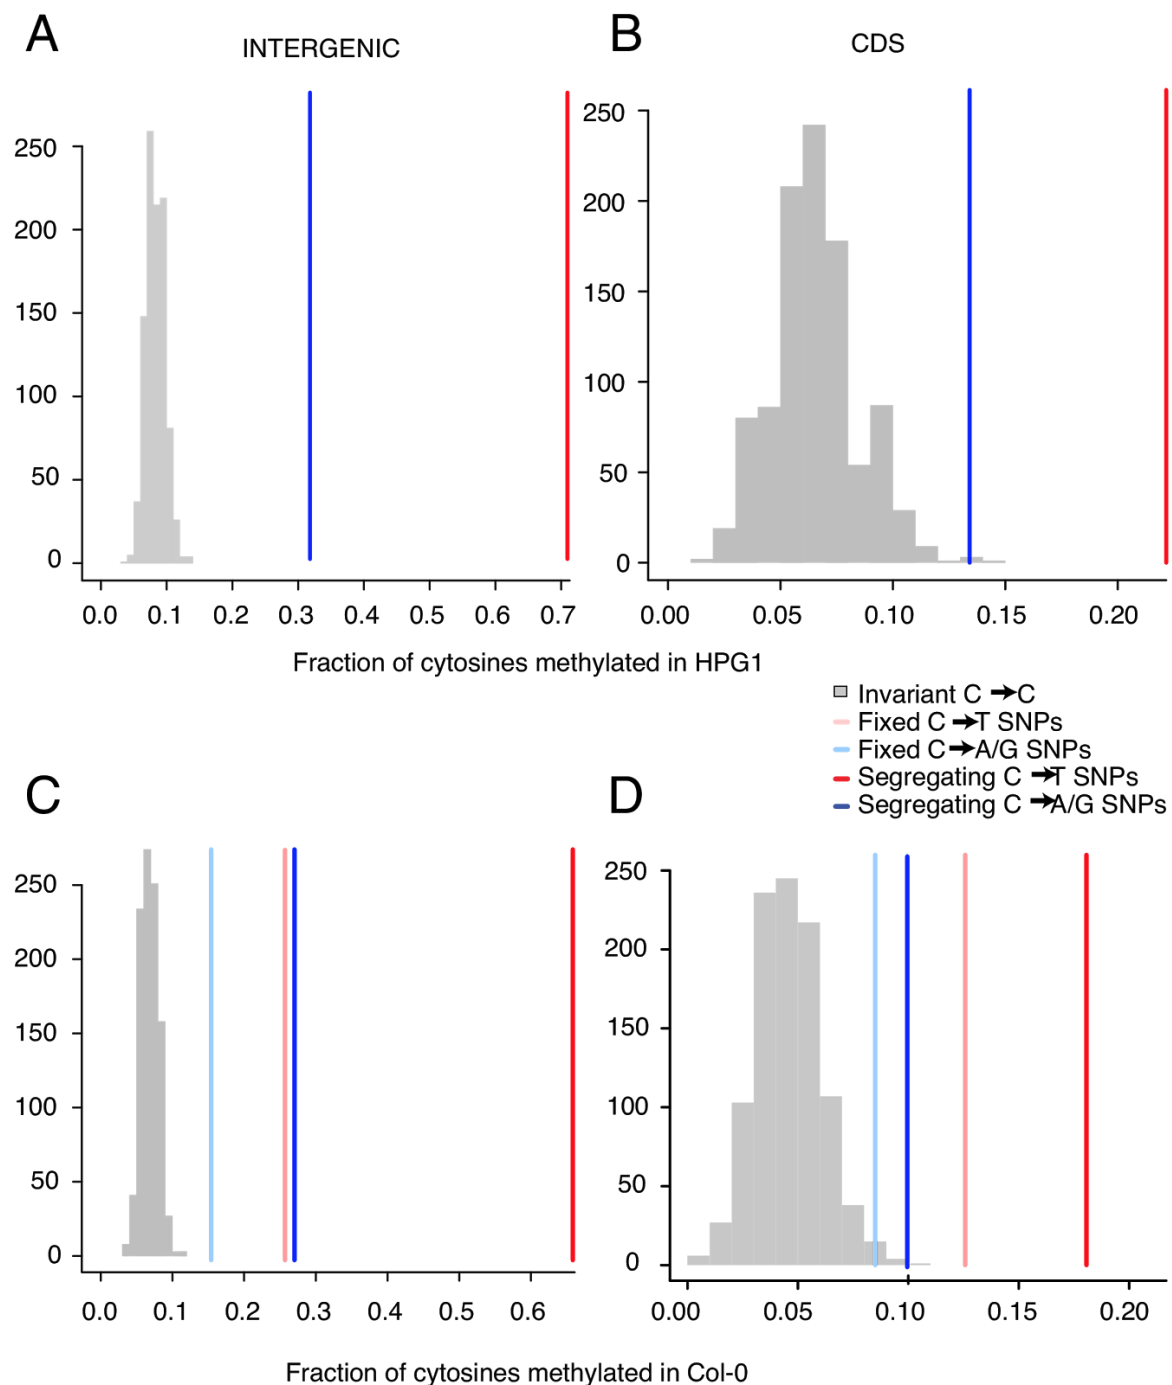 A
INTERGENIC
250
200
150
100
50
0
0.0 0.1 0.2 0.3 0.4 0.5 0.6 0.7
B
CDS
250
200
150
100
50
0
0.00 0.05 0.10 0.15 0.20
Fraction of cytosines methylated in HPG1
Invariant C → C
Fixed C → T SNPs
Fixed C → A/G SNPs
Segregating C → T SNPs
Segregating C → A/G SNPs
C
250
200
150
100
50
0
0.0 0.1 0.2 0.3 0.4 0.5 0.6
D
250
200
150
100
50
0
0.00 0.05 0.10 0.15 0.20
Fraction of cytosines methylated in Col-0